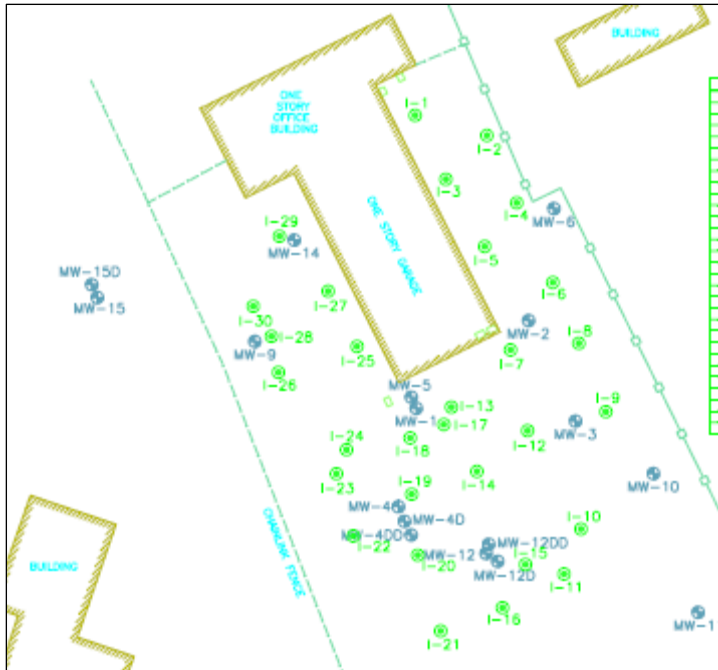 BUILDING
ONE
STORY
OFFICE
BUILDING
I-1
I-2
I-3
I-4
MW-6
ONE STORY GARAGE
I-29
MW-14
I-5
MW-15D
MW-15
I-27
I-6
I-30
I-28
MW-2
MW-9
I-25
I-7
I-8
I-26
MW-5
MW-1
I-13
I-9
I-17
MW-3
I-12
I-18
I-24
I-23
I-14
MW-10
I-19
MW-4
MW-4D
MW-4DD
I-22
I-10
MW-12DD
MW-12
I-15
I-20
MW-12D
I-11
BUILDING
CHAINLINK FENCE
I-16
I-21
MW-1